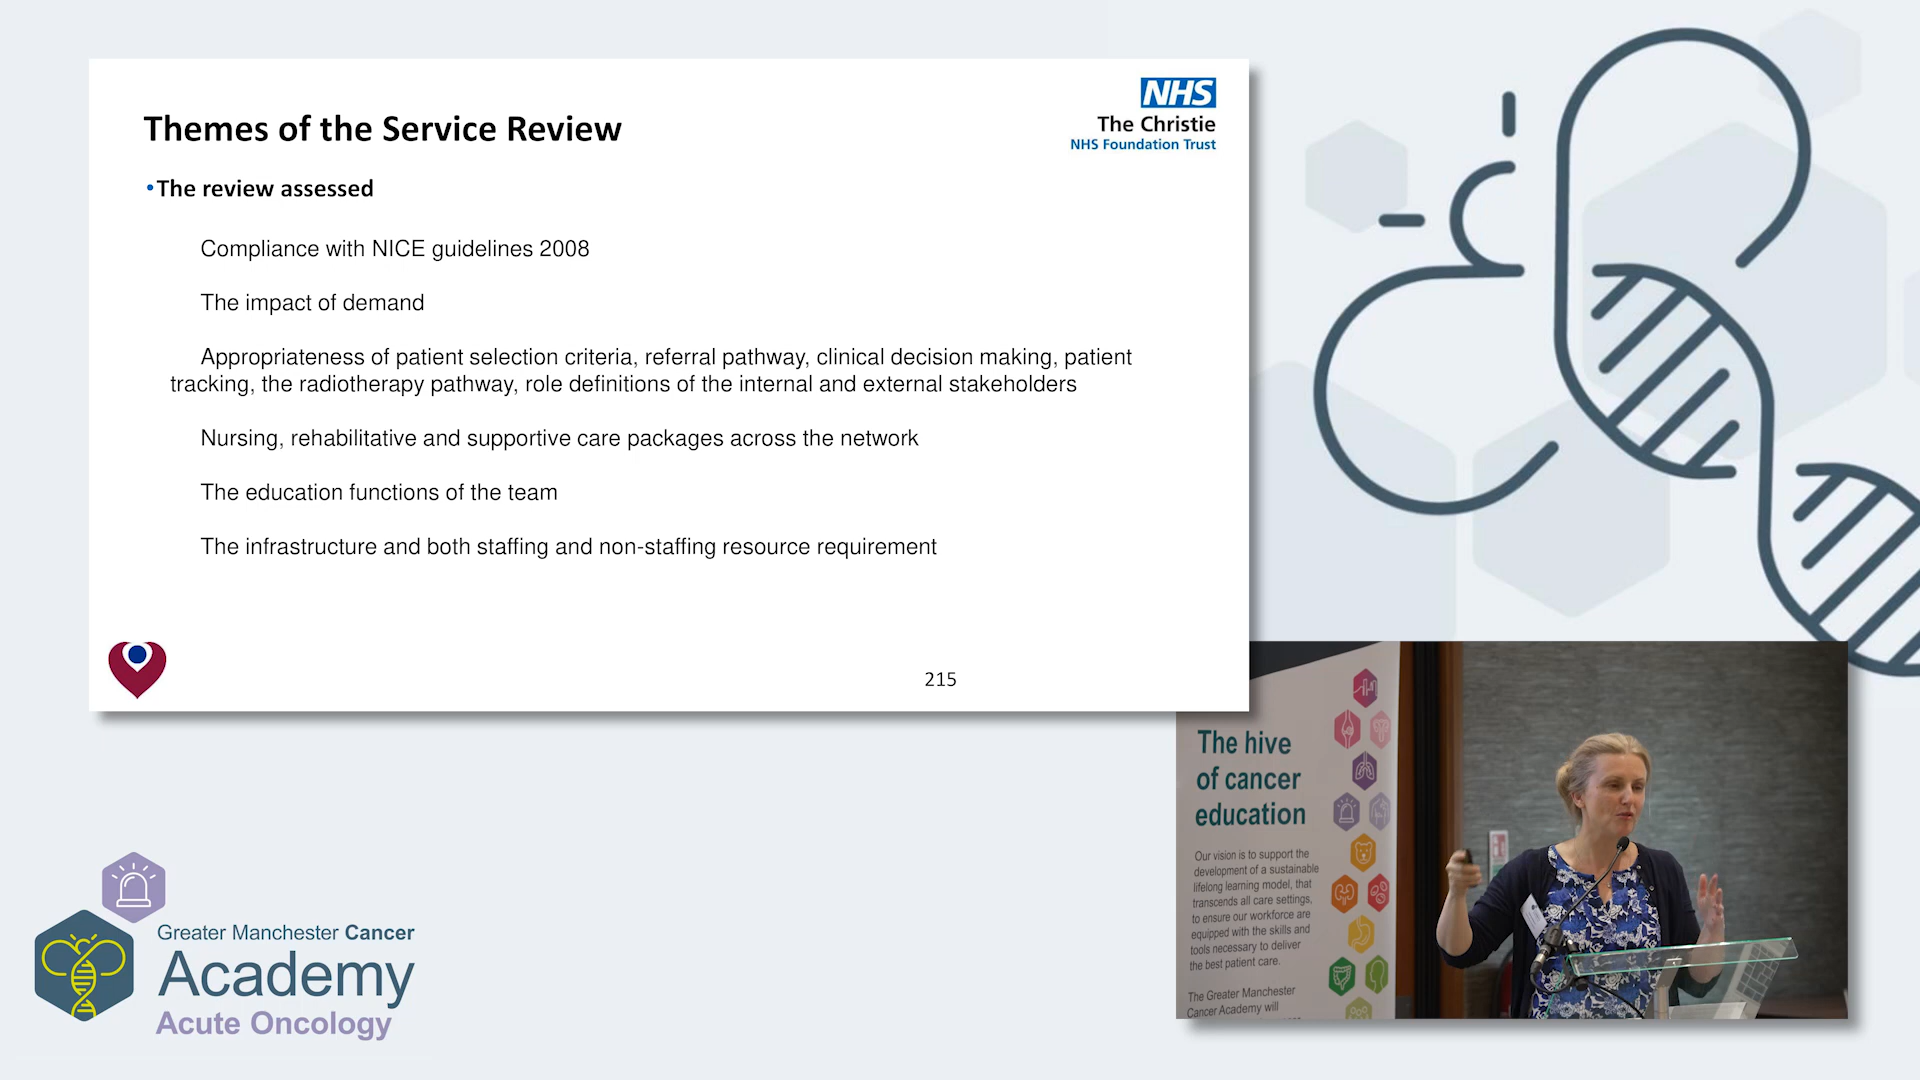 Themes of the Service Review
NHS
The Christie
NHS Foundation Trust
•The review assessed
Compliance with NICE guidelines 2008
The impact of demand
Appropriateness of patient selection criteria, referral pathway, clinical decision making, patient
tracking, the radiotherapy pathway, role definitions of the internal and external stakeholders
Nursing, rehabilitative and supportive care packages across the network
The education functions of the team
The infrastructure and both staffing and non-staffing resource requirement
215
The hive
of cancer
education
Our vision is to support the
development of a sustainable
lifelong learning model, that
transcends all care settings,
to ensure our workforce are
equipped with the skills and
tools necessary to deliver
the best patient care.
The Greater Manchester
Cancer Academy will
Greater Manchester Cancer
Academy
Acute Oncology